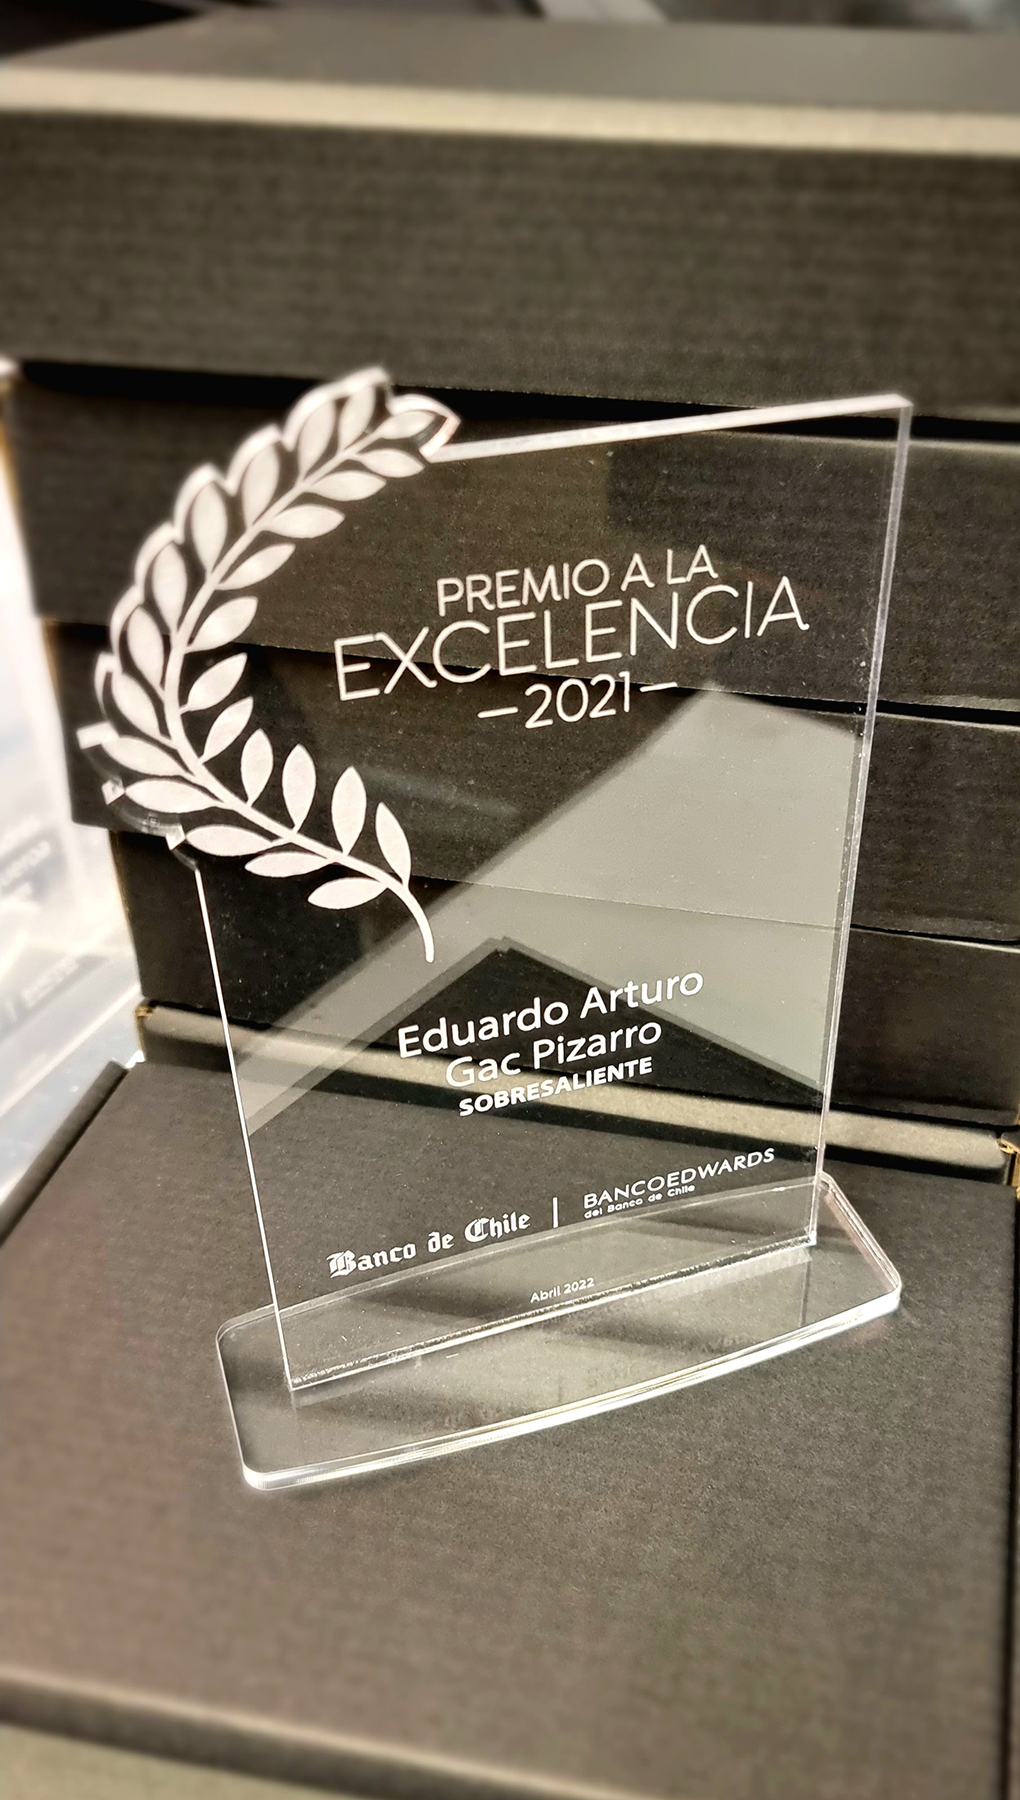 PREMIO A LA
EXCELENCIA
—2021—
Eduardo Arturo
Gac Pizarro
SOBRESALIENTE
Banco de Chile | BANCOEDWARDS
del Banco de Chile
Abril 2022